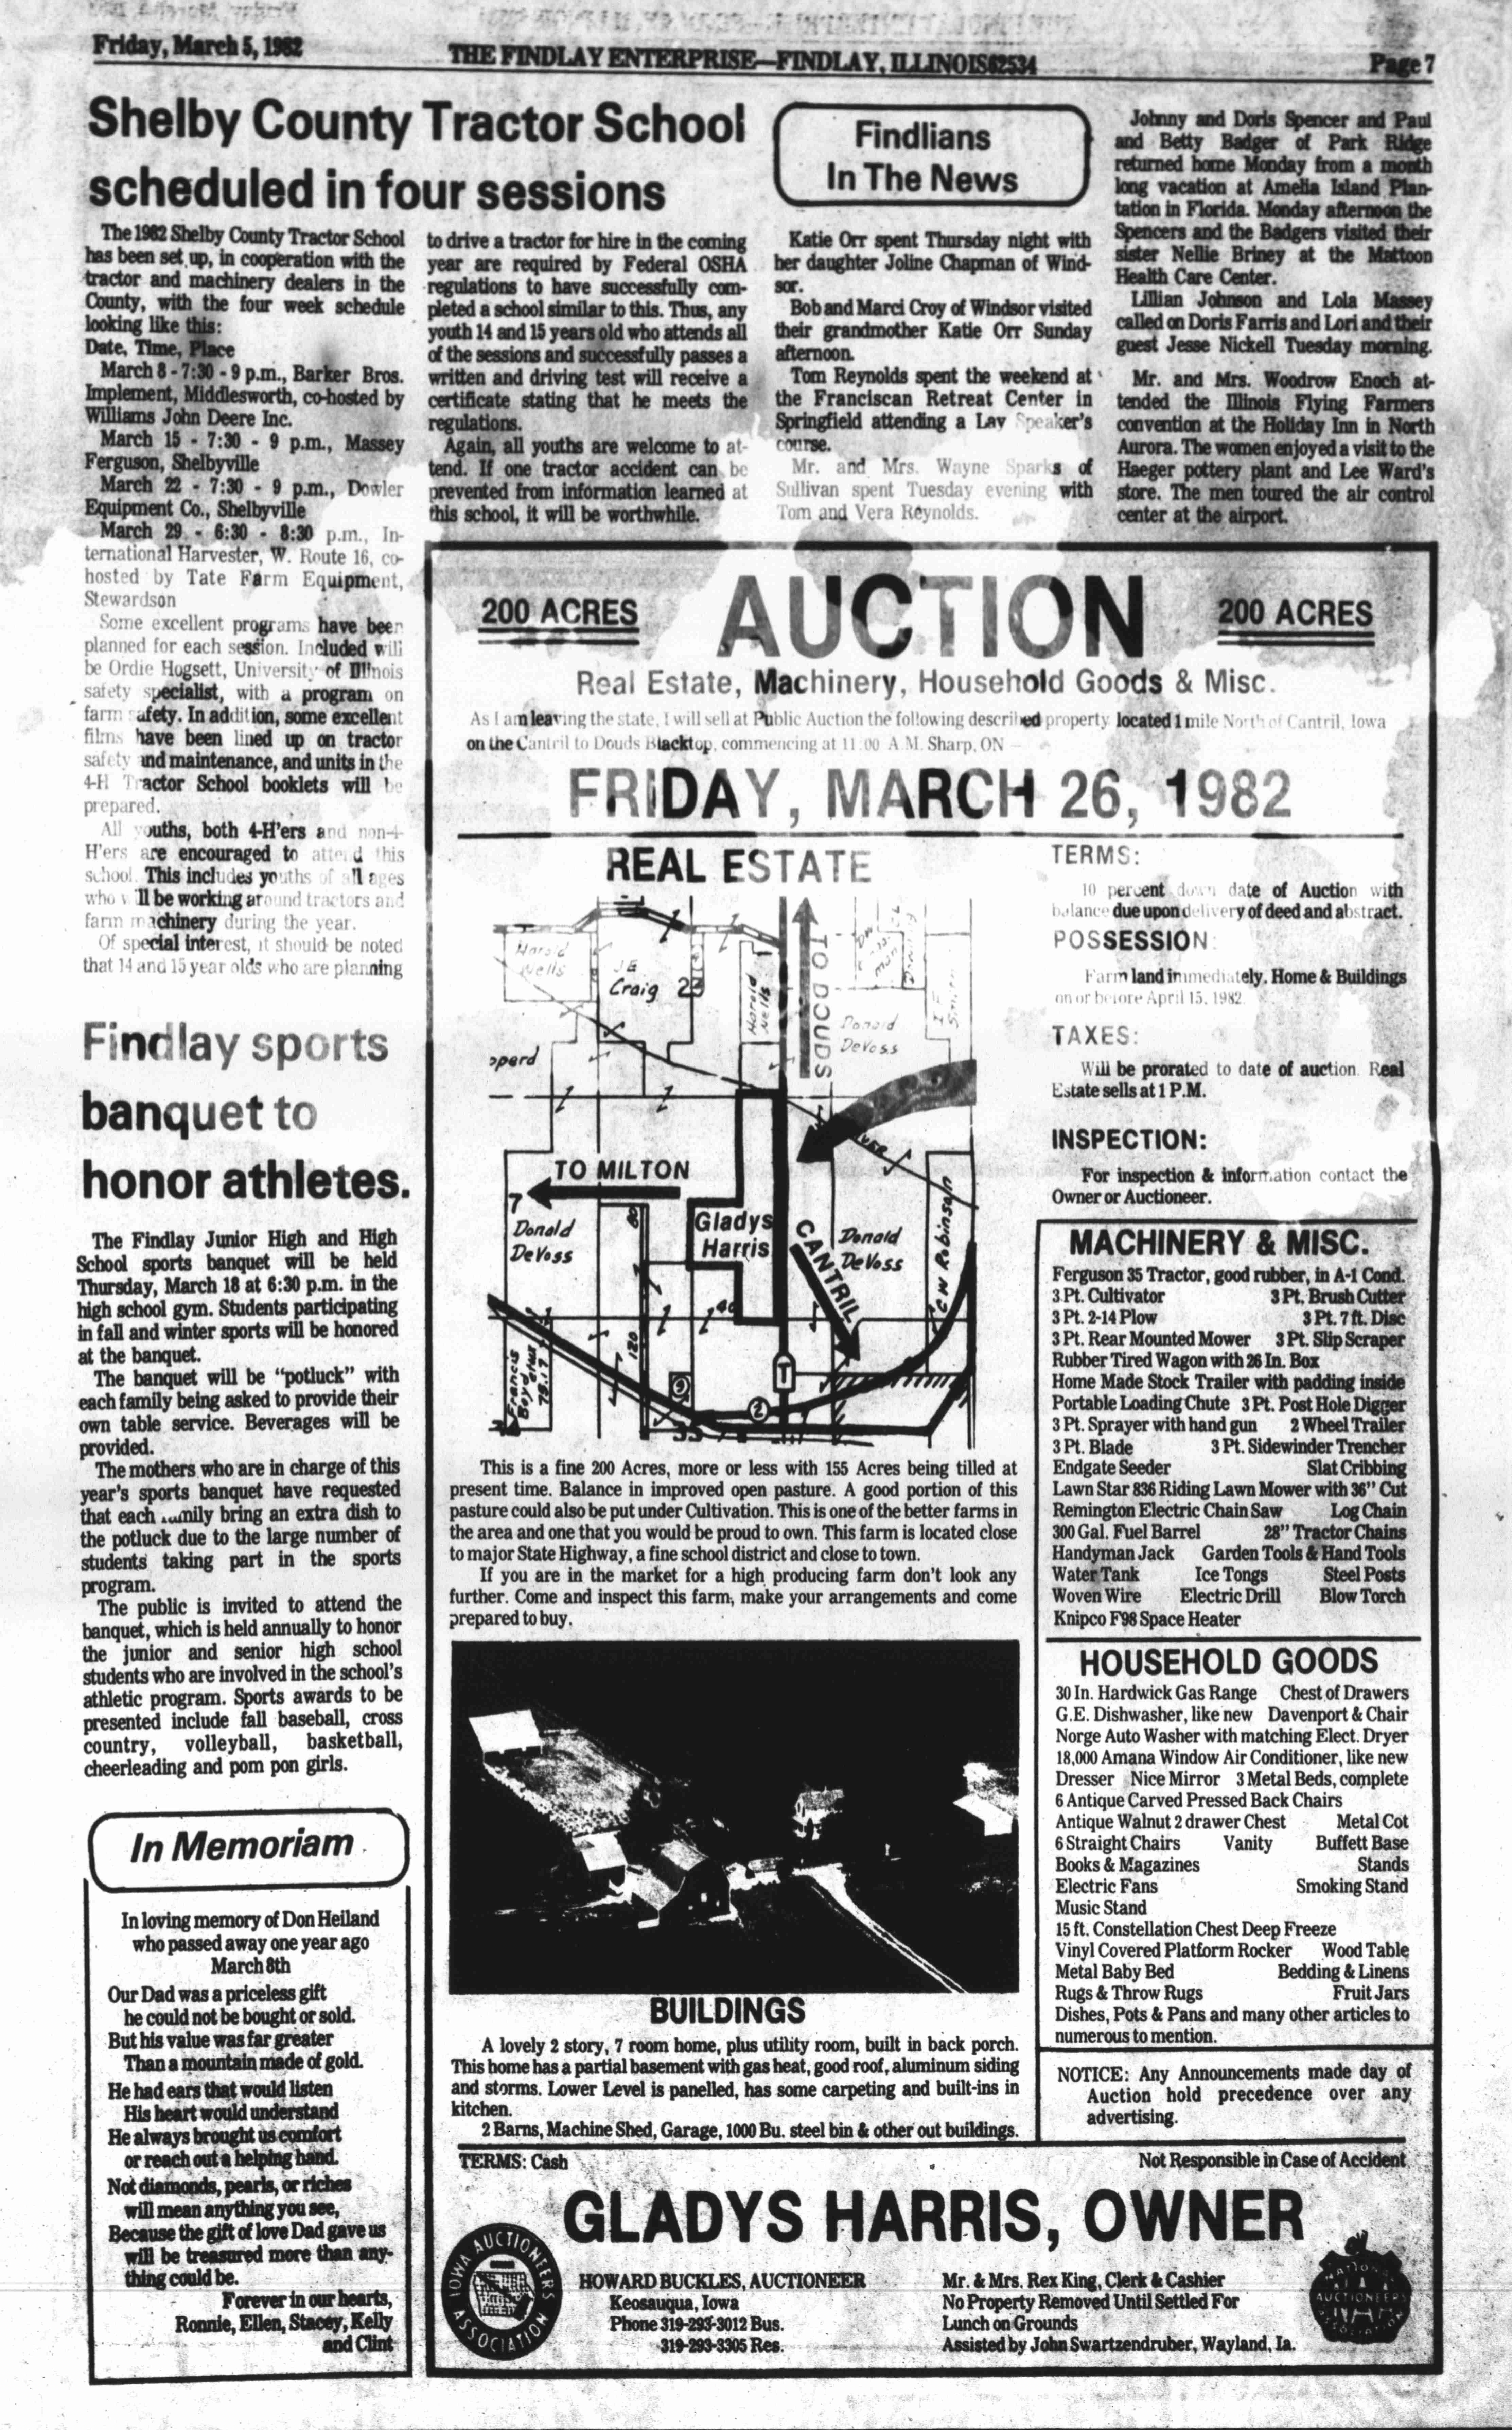 Friday, March 5, 1982
THE FINDLAY ENTERPRISE—FINDLAY, ILLINOIS 62534
Page 7
Shelby County Tractor School
scheduled in four sessions
The 1982 Shelby County Tractor School
has been set up, in cooperation with the
tractor and machinery dealers in the
County, with the four week schedule
looking like this:
Date, Time, Place
March 8 - 7:30 - 9 p.m., Barker Bros.
Implement, Middlesworth, co-hosted by
Williams John Deere Inc.
March 15 - 7:30 - 9 p.m., Massey
Ferguson, Shelbyville
March 22 - 7:30 - 9 p.m., Dowler
Equipment Co., Shelbyville
March 29 - 6:30 - 8:30 p.m., In-
ternational Harvester, W. Route 16, co-
hosted by Tate Farm Equipment,
Stewardson
Some excellent programs have been
planned for each session. Included will
be Ordie Hogsett, University of Illinois
safety specialist, with a program on
farm safety. In addition, some excellent
films have been lined up on tractor
safety and maintenance, and units in the
4-H Tractor School booklets will be
prepared.
All youths, both 4-H'ers and non-4-
H'ers are encouraged to attend this
school. This includes youths of all ages
who will be working around tractors and
farm machinery during the year.
Of special interest, it should be noted
that 14 and 15 year olds who are planning
to drive a tractor for hire in the coming
year are required by Federal OSHA
regulations to have successfully com-
pleted a school similar to this. Thus, any
youth 14 and 15 years old who attends all
of the sessions and successfully passes a
written and driving test will receive a
certificate stating that he meets the
regulations.
Again, all youths are welcome to at-
tend. If one tractor accident can be
prevented from information learned at
this school, it will be worthwhile.
Findlay sports
banquet to
honor athletes.
The Findlay Junior High and High
School sports banquet will be held
Thursday, March 18 at 6:30 p.m. in the
high school gym. Students participating
in fall and winter sports will be honored
at the banquet.
The banquet will be "potluck" with
each family being asked to provide their
own table service. Beverages will be
provided.
The mothers who are in charge of this
year's sports banquet have requested
that each family bring an extra dish to
the potluck due to the large number of
students taking part in the sports
program.
The public is invited to attend the
banquet, which is held annually to honor
the junior and senior high school
students who are involved in the school's
athletic program. Sports awards to be
presented include fall baseball, cross
country, volleyball, basketball,
cheerleading and pom pon girls.
In Memoriam
In loving memory of Don Heiland
who passed away one year ago
March 8th
Our Dad was a priceless gift
he could not be bought or sold.
But his value was far greater
Than a mountain made of gold.
He had ears that would listen
His heart would understand
He always brought us comfort
or reach out a helping hand.
Not diamonds, pearls, or riches
will mean anything you see,
Because the gift of love Dad gave us
will be treasured more than any-
thing could be.
Forever in our hearts,
Ronnie, Ellen, Stacey, Kelly
and Clint
Findlians
In The News
Katie Orr spent Thursday night with
her daughter Joline Chapman of Wind-
sor.
Bob and Marci Croy of Windsor visited
their grandmother Katie Orr Sunday
afternoon.
Tom Reynolds spent the weekend at
the Franciscan Retreat Center in
Springfield attending a Lay Speaker's
course.
Mr. and Mrs. Wayne Sparks of
Sullivan spent Tuesday evening with
Tom and Vera Reynolds.
Johnny and Doris Spencer and Paul
and Betty Badger of Park Ridge
returned home Monday from a month
long vacation at Amelia Island Plan-
tation in Florida. Monday afternoon the
Spencers and the Badgers visited their
sister Nellie Briney at the Mattoon
Health Care Center.
Lillian Johnson and Lola Massey
called on Doris Farris and Lori and their
guest Jesse Nickell Tuesday morning.
Mr. and Mrs. Woodrow Enoch at-
tended the Illinois Flying Farmers
convention at the Holiday Inn in North
Aurora. The women enjoyed a visit to the
Haeger pottery plant and Lee Ward's
store. The men toured the air control
center at the airport.
200 ACRES
AUCTION
200 ACRES
Real Estate, Machinery, Household Goods & Misc.
As I am leaving the state, I will sell at Public Auction the following described property located 1 mile North of Cantril, Iowa
on the Cantril to Douds Blacktop, commencing at 11:00 A.M. Sharp, ON —
FRIDAY, MARCH 26, 1982
REAL ESTATE
Harold
Nells
J E
Craig
23
Harold
Nells
TO DOUDS
Donald
DeVoss
TO MILTON
7
Donald
DeVoss
80
Gladys
Harris
CANTRIL
Donald
DeVoss
C W Robinson
40
120
Francis
Boyd
75.17
T
2
2
35
This is a fine 200 Acres, more or less with 155 Acres being tilled at
present time. Balance in improved open pasture. A good portion of this
pasture could also be put under Cultivation. This is one of the better farms in
the area and one that you would be proud to own. This farm is located close
to major State Highway, a fine school district and close to town.
If you are in the market for a high producing farm don't look any
further. Come and inspect this farm, make your arrangements and come
prepared to buy.
BUILDINGS
A lovely 2 story, 7 room home, plus utility room, built in back porch.
This home has a partial basement with gas heat, good roof, aluminum siding
and storms. Lower Level is panelled, has some carpeting and built-ins in
kitchen.
2 Barns, Machine Shed, Garage, 1000 Bu. steel bin & other out buildings.
TERMS:
10 percent down date of Auction with
balance due upon delivery of deed and abstract.
POSSESSION:
Farm land immediately. Home & Buildings
on or before April 15, 1982
TAXES:
Will be prorated to date of auction. Real
Estate sells at 1 P.M.
INSPECTION:
For inspection & information contact the
Owner or Auctioneer.
MACHINERY & MISC.
Ferguson 35 Tractor, good rubber, in A-1 Cond.
3 Pt. Cultivator 3 Pt. Brush Cutter
3 Pt. 2-14 Plow 3 Pt. 7 ft. Disc
3 Pt. Rear Mounted Mower 3 Pt. Slip Scraper
Rubber Tired Wagon with 26 In. Box
Home Made Stock Trailer with padding inside
Portable Loading Chute 3 Pt. Post Hole Digger
3 Pt. Sprayer with hand gun 2 Wheel Trailer
3 Pt. Blade 3 Pt. Sidewinder Trencher
Endgate Seeder Slat Cribbing
Lawn Star 836 Riding Lawn Mower with 36" Cut
Remington Electric Chain Saw Log Chain
300 Gal. Fuel Barrel 28" Tractor Chains
Handyman Jack Garden Tools & Hand Tools
Water Tank Ice Tongs Steel Posts
Woven Wire Electric Drill Blow Torch
Knipco F98 Space Heater
HOUSEHOLD GOODS
30 In. Hardwick Gas Range Chest of Drawers
G.E. Dishwasher, like new Davenport & Chair
Norge Auto Washer with matching Elect. Dryer
18,000 Amana Window Air Conditioner, like new
Dresser Nice Mirror 3 Metal Beds, complete
6 Antique Carved Pressed Back Chairs
Antique Walnut 2 drawer Chest Metal Cot
6 Straight Chairs Vanity Buffett Base
Books & Magazines Stands
Electric Fans Smoking Stand
Music Stand
15 ft. Constellation Chest Deep Freeze
Vinyl Covered Platform Rocker Wood Table
Metal Baby Bed Bedding & Linens
Rugs & Throw Rugs Fruit Jars
Dishes, Pots & Pans and many other articles to
numerous to mention.
NOTICE: Any Announcements made day of
Auction hold precedence over any
advertising.
TERMS: Cash
Not Responsible in Case of Accident
GLADYS HARRIS, OWNER
IOWA AUCTIONEERS ASSOCIATION
HOWARD BUCKLES, AUCTIONEER
Keosauqua, Iowa
Phone 319-293-3012 Bus.
319-293-3305 Res.
Mr. & Mrs. Rex King, Clerk & Cashier
No Property Removed Until Settled For
Lunch on Grounds
Assisted by John Swartzendruber, Wayland, Ia.
NATIONAL
AUCTIONEERS